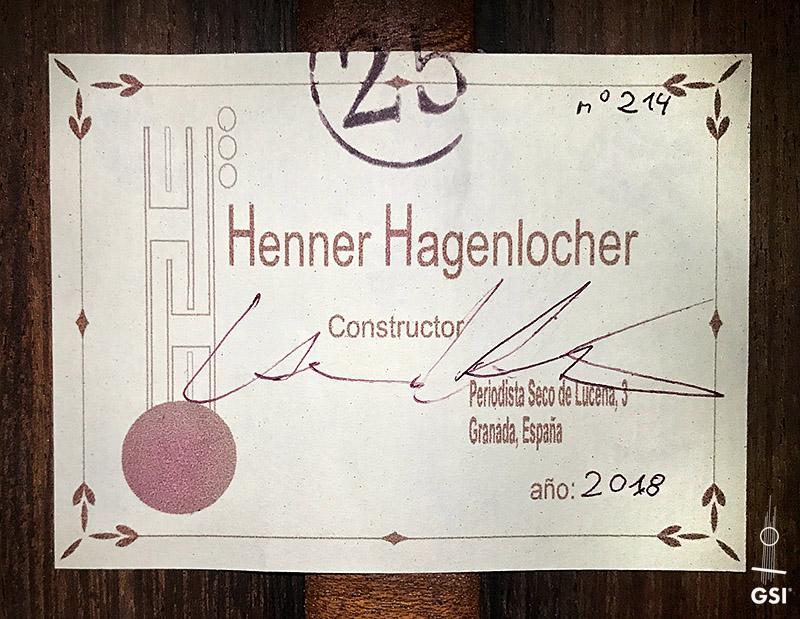 25
nº 214
Henner Hagenlocher
Constructor
Periodista Seco de Lucena, 3
Granada, España
año: 2018
GSI